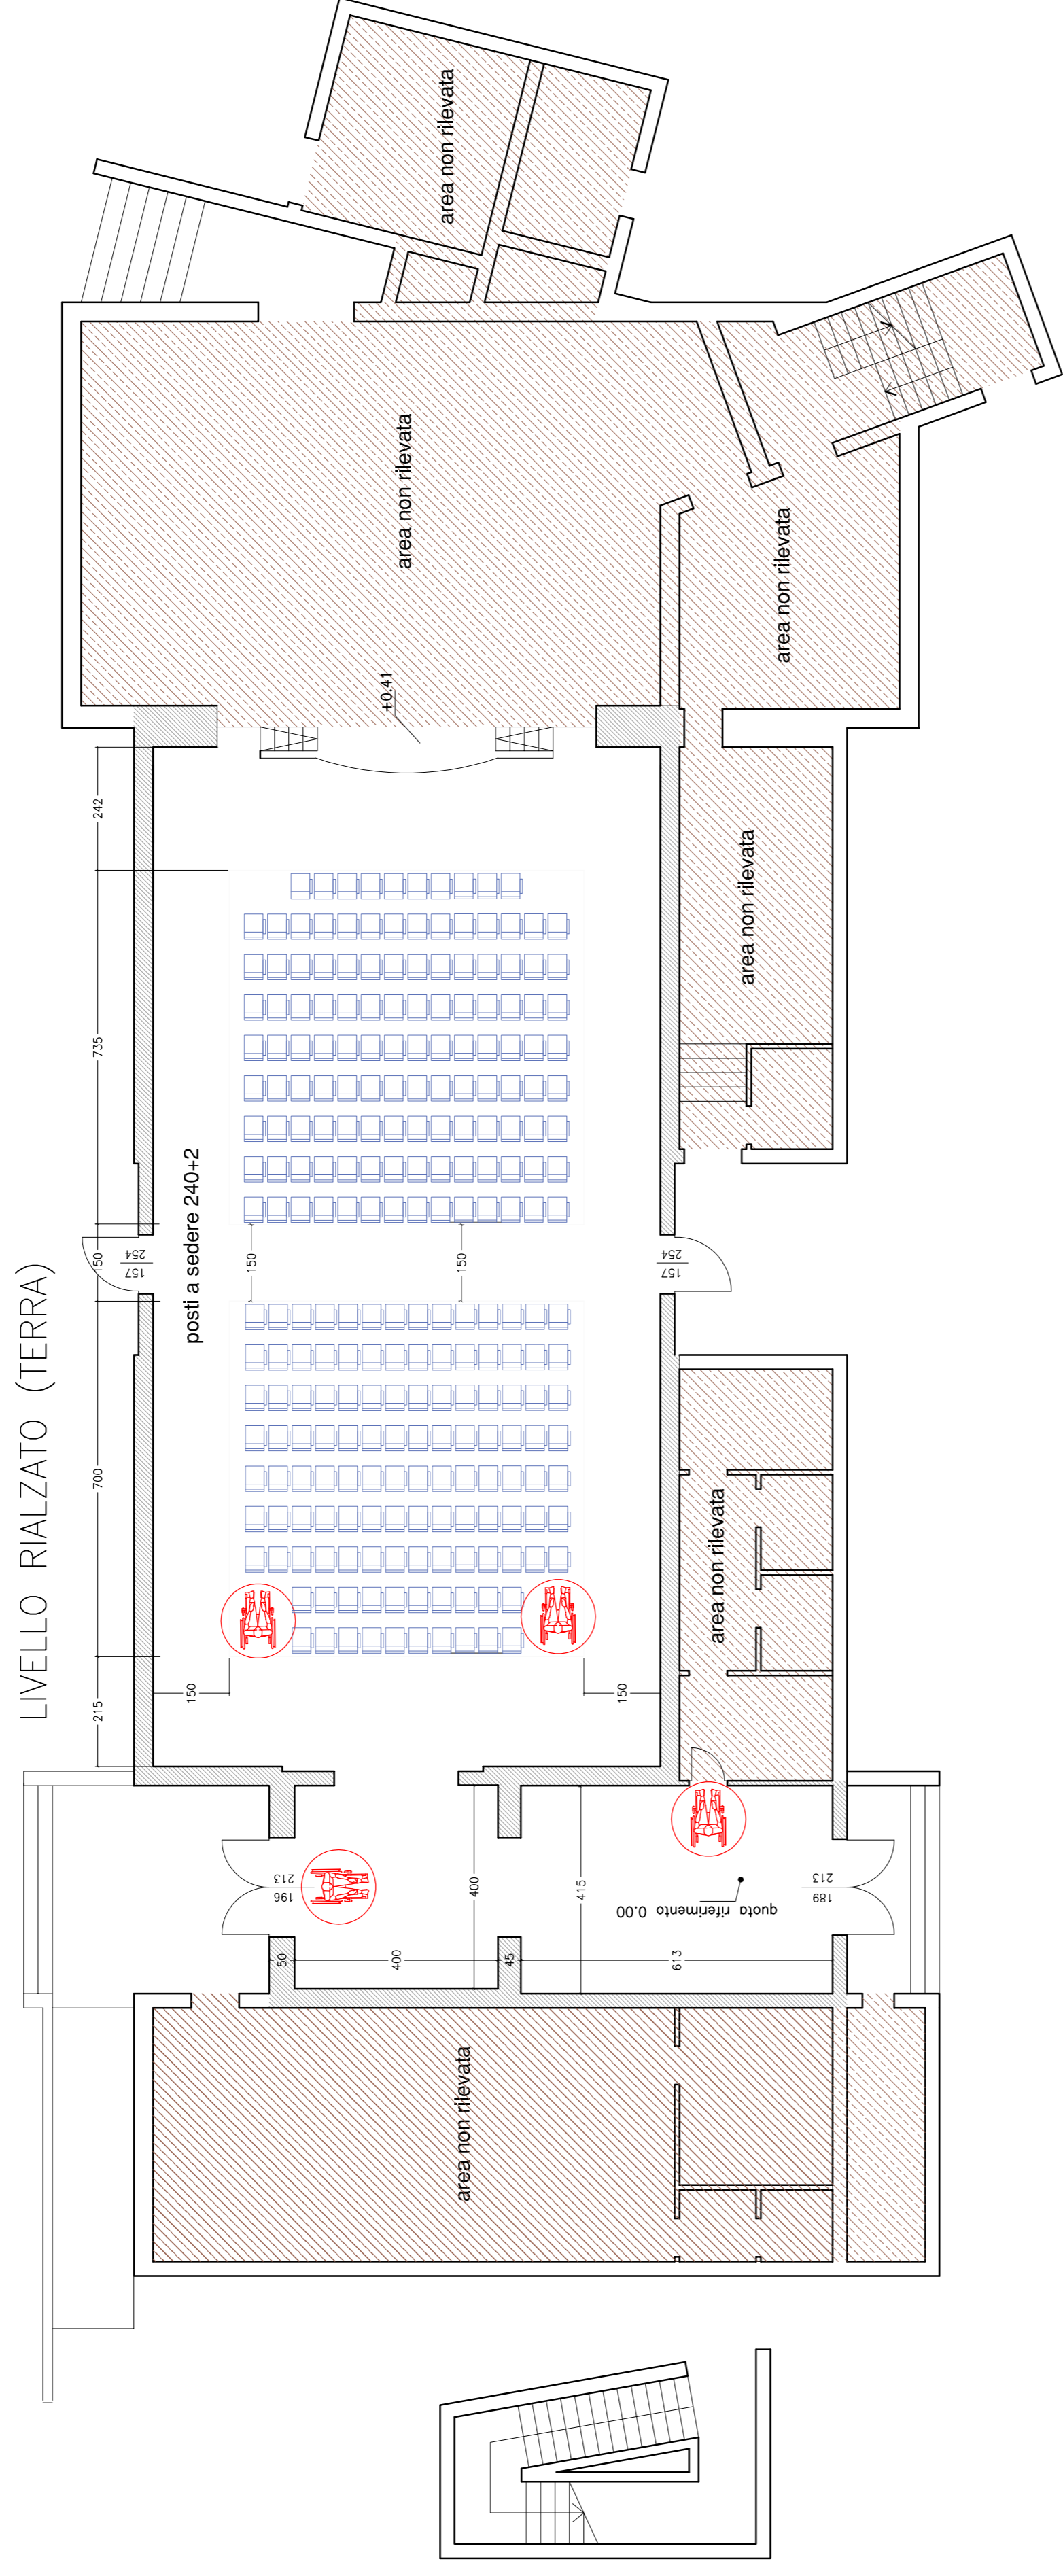 LIVELLO RIALZATO (TERRA)
area non rilevata
area non rilevata
area non rilevata
+0.41
242
area non rilevata
735
posti a sedere 240+2
150
157
254
150
150
157
254
700
area non rilevata
215
150
150
196
213
400
415
quota riferimento 0.00
189
213
50
400
45
613
area non rilevata